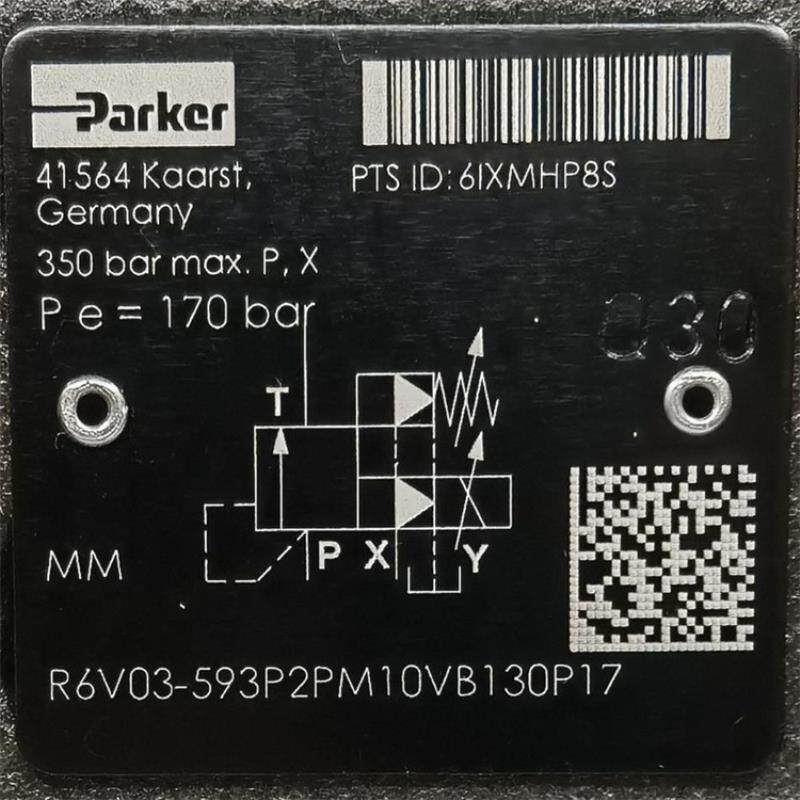 Parker
41564 Kaarst,
Germany
PTS ID: 6IXMHP8S
350 bar max. P, X
P e = 170 bar
030
T
P X Y
MM
R6V03-593P2PM10VB130P17